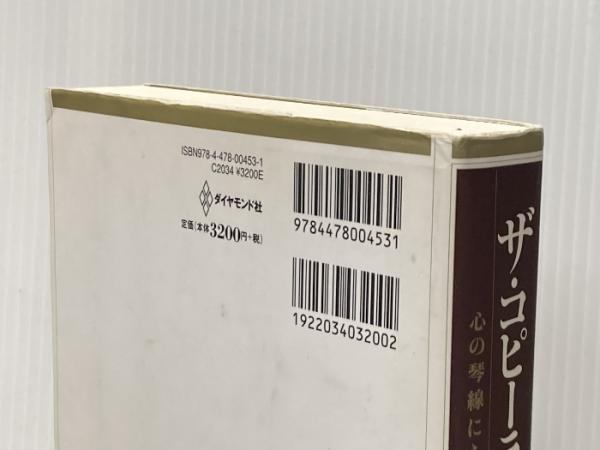 ISBN978-4-478-00453-1
C2034 ¥3200E
ダイヤモンド社
定価(本体3200円+税)
9784478004531
1922034032002
ザ・コピーラ
心の琴線に